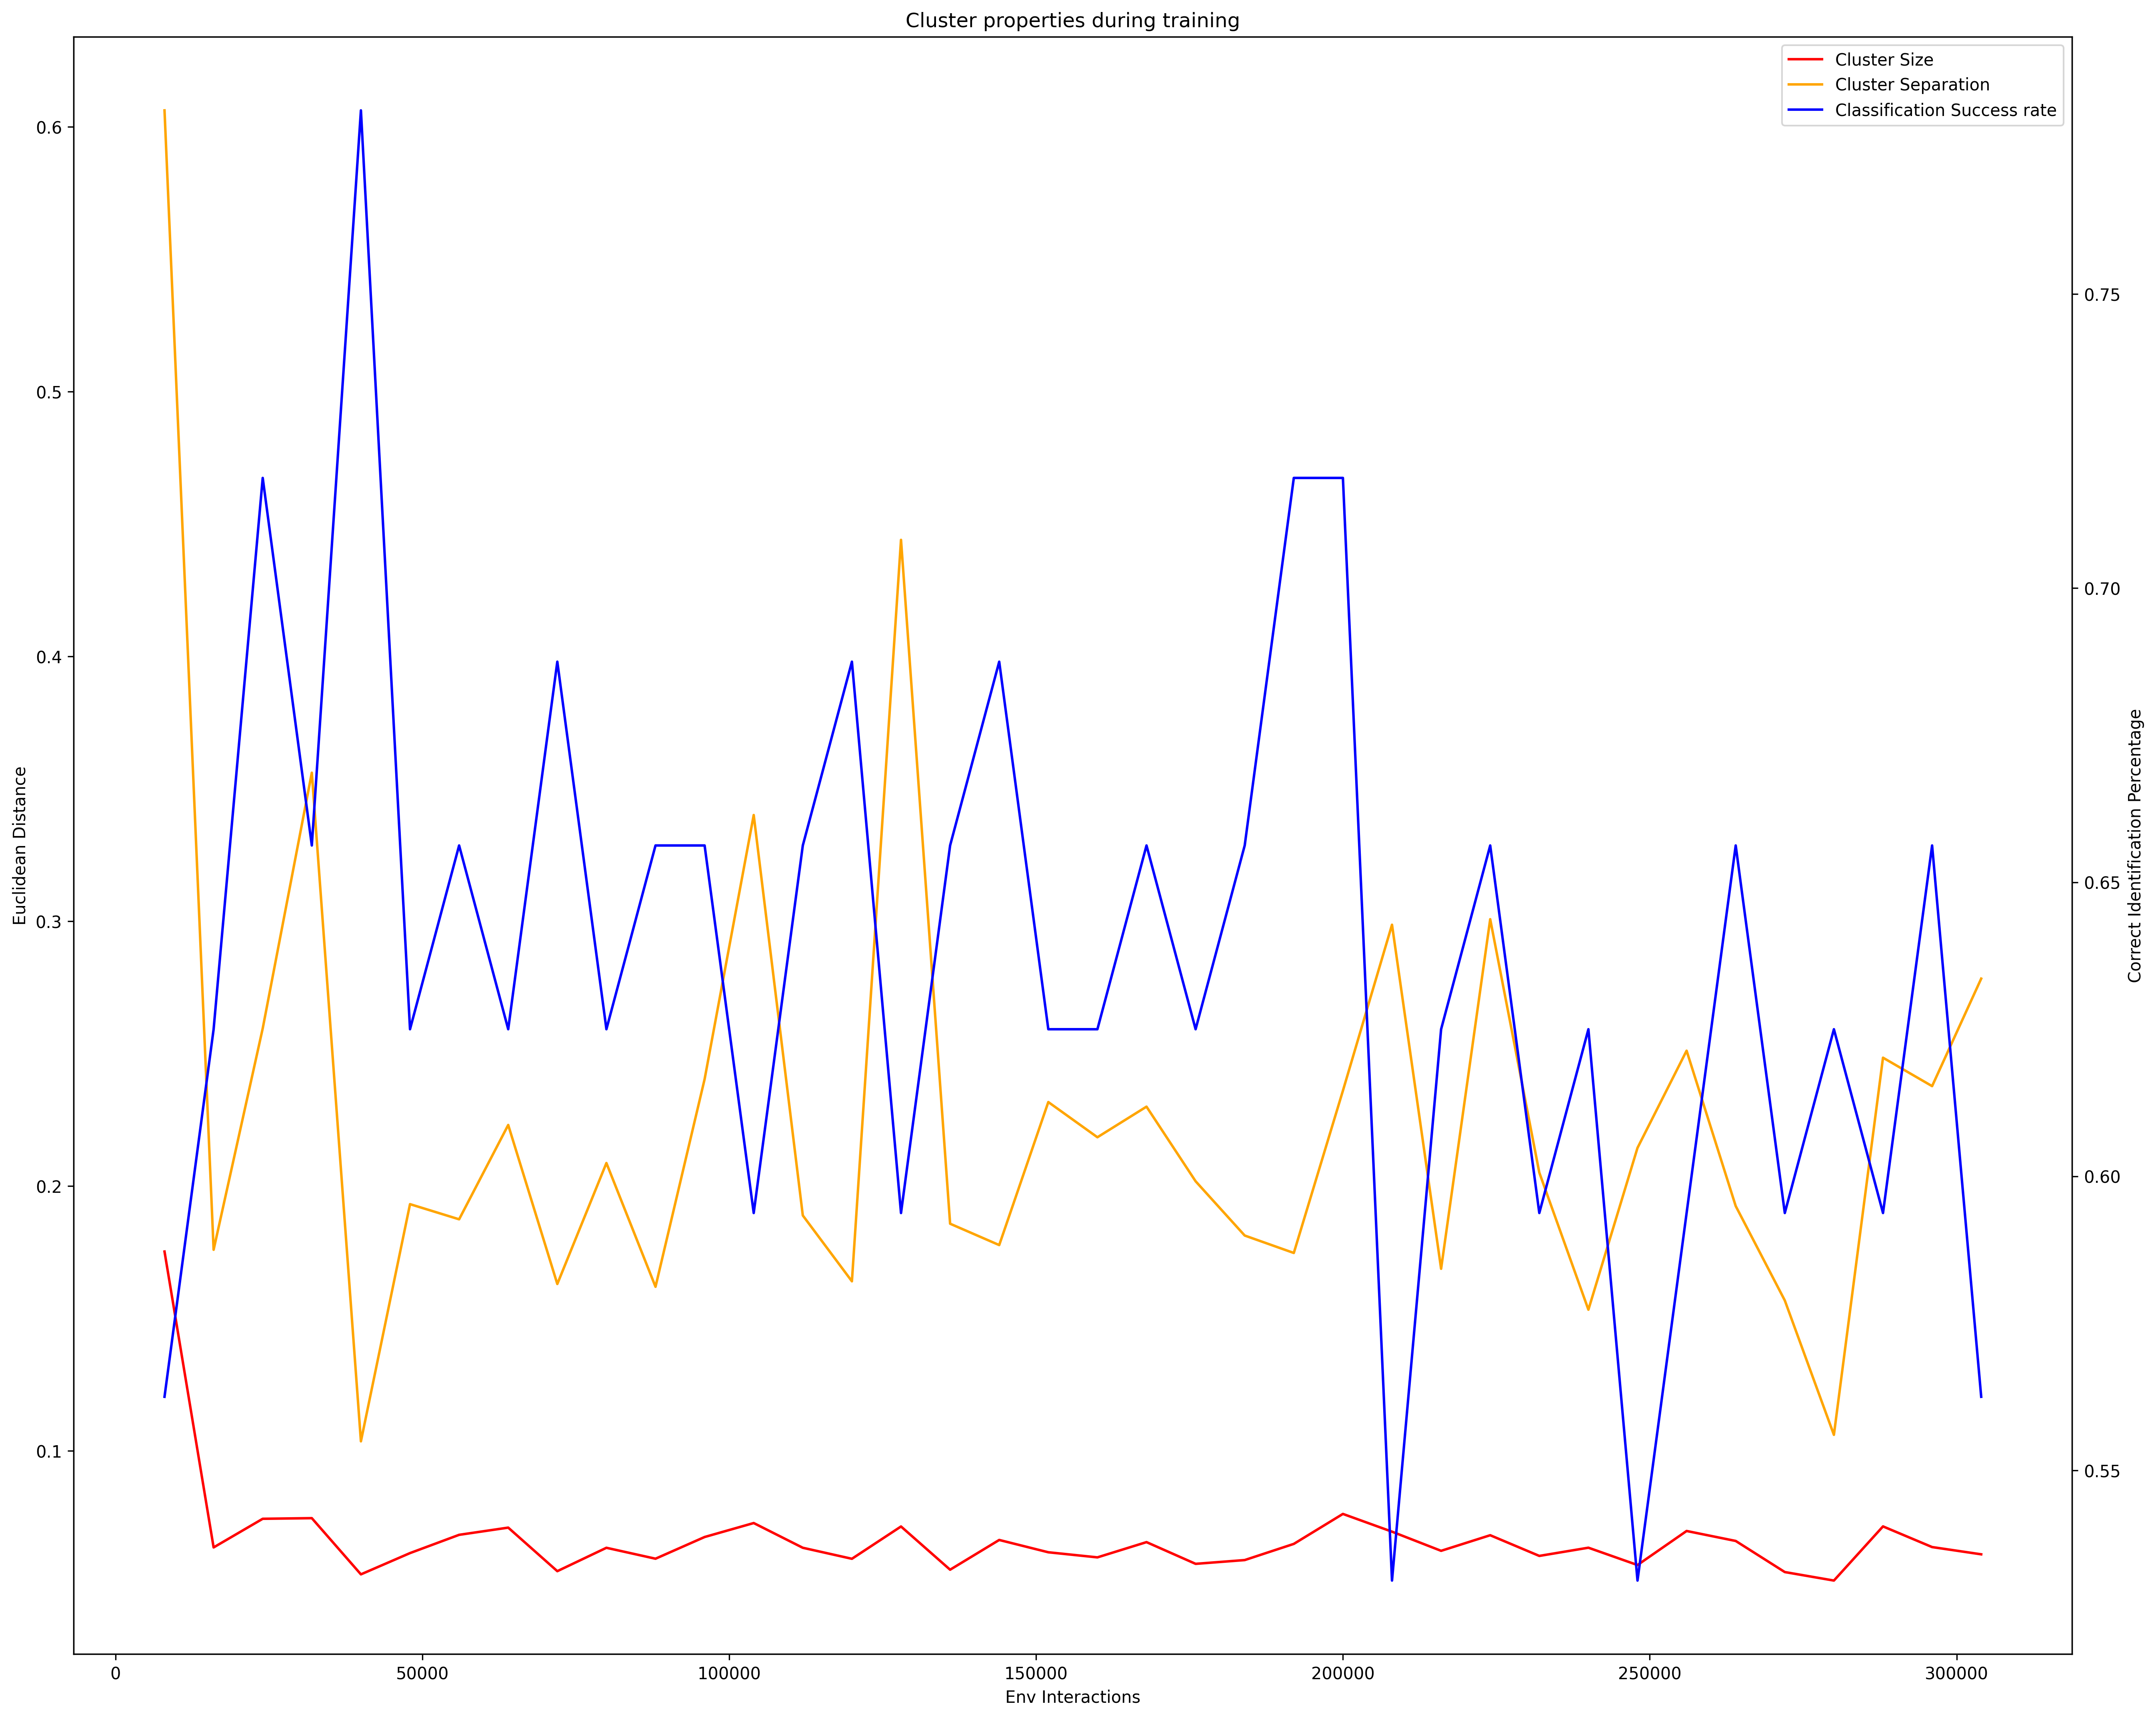 Cluster properties during training
Cluster Size
Cluster Separation
Classification Success rate
0.6
0.5
0.4
0.3
0.2
0.1
Euclidean Distance
0.75
0.70
0.65
0.60
0.55
Correct Identification Percentage
0
50000
100000
150000
200000
250000
300000
Env Interactions